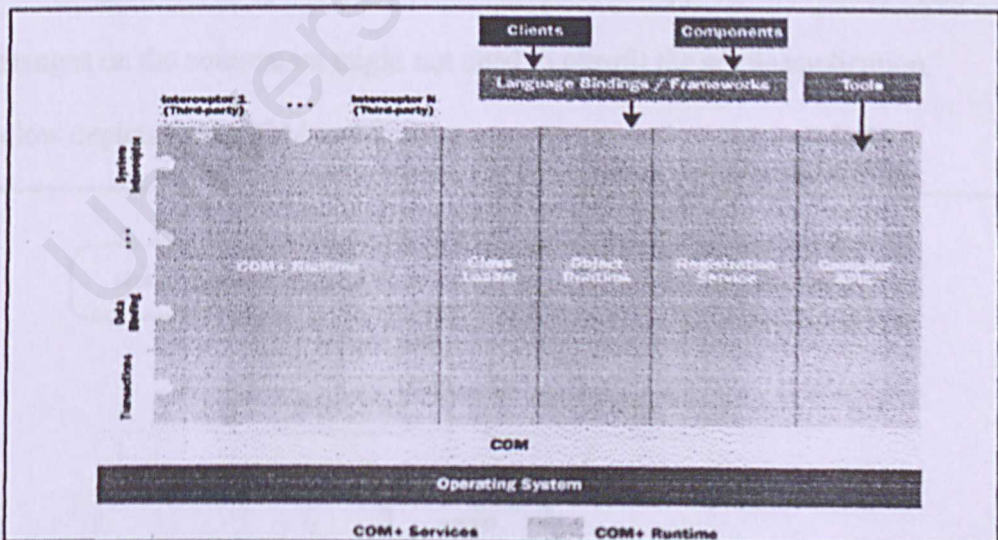 Clients
Components
Language Bindings / Frameworks
Tools
Interceptor 1
(Third-party)
...
Interceptor N
(Third-party)
System
Interceptor
...
Data
Binding
Transactions
COM+ Runtime
Class
Loader
Object
Runtime
Registration
Service
Compiler
COM
Operating System
COM+ Services
COM+ Runtime